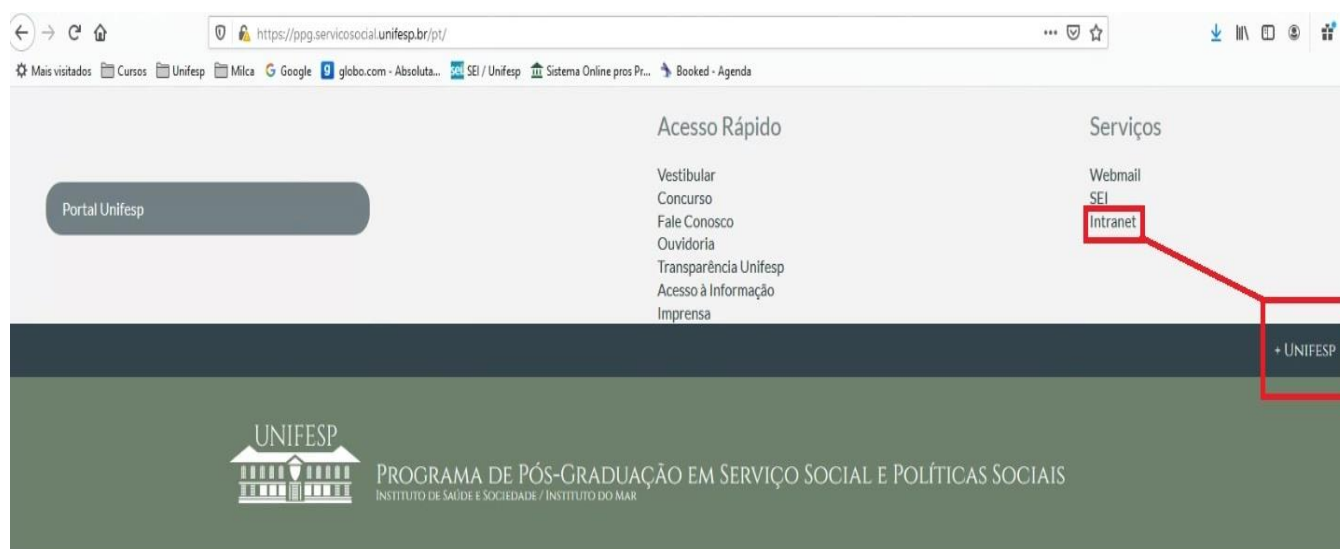 https://ppg.servicosocial.unifesp.br/pt/
Mais visitados Cursos Unifesp Milca Google globo.com - Absoluta... SEI / Unifesp Sistema Online pros Pr... Booked - Agenda
Portal Unifesp
Acesso Rápido
Vestibular
Concurso
Fale Conosco
Ouvidoria
Transparência Unifesp
Acesso à Informação
Imprensa
Serviços
Webmail
SEI
Intranet
+ UNIFESP
UNIFESP
PROGRAMA DE PÓS-GRADUAÇÃO EM SERVIÇO SOCIAL E POLÍTICAS SOCIAIS
INSTITUTO DE SAÚDE E SOCIEDADE / INSTITUTO DO MAR